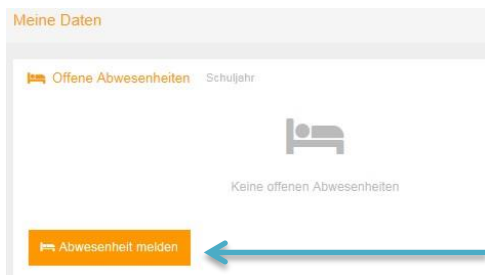 Meine Daten
Offene Abwesenheiten Schuljahr
Keine offenen Abwesenheiten
Abwesenheit melden